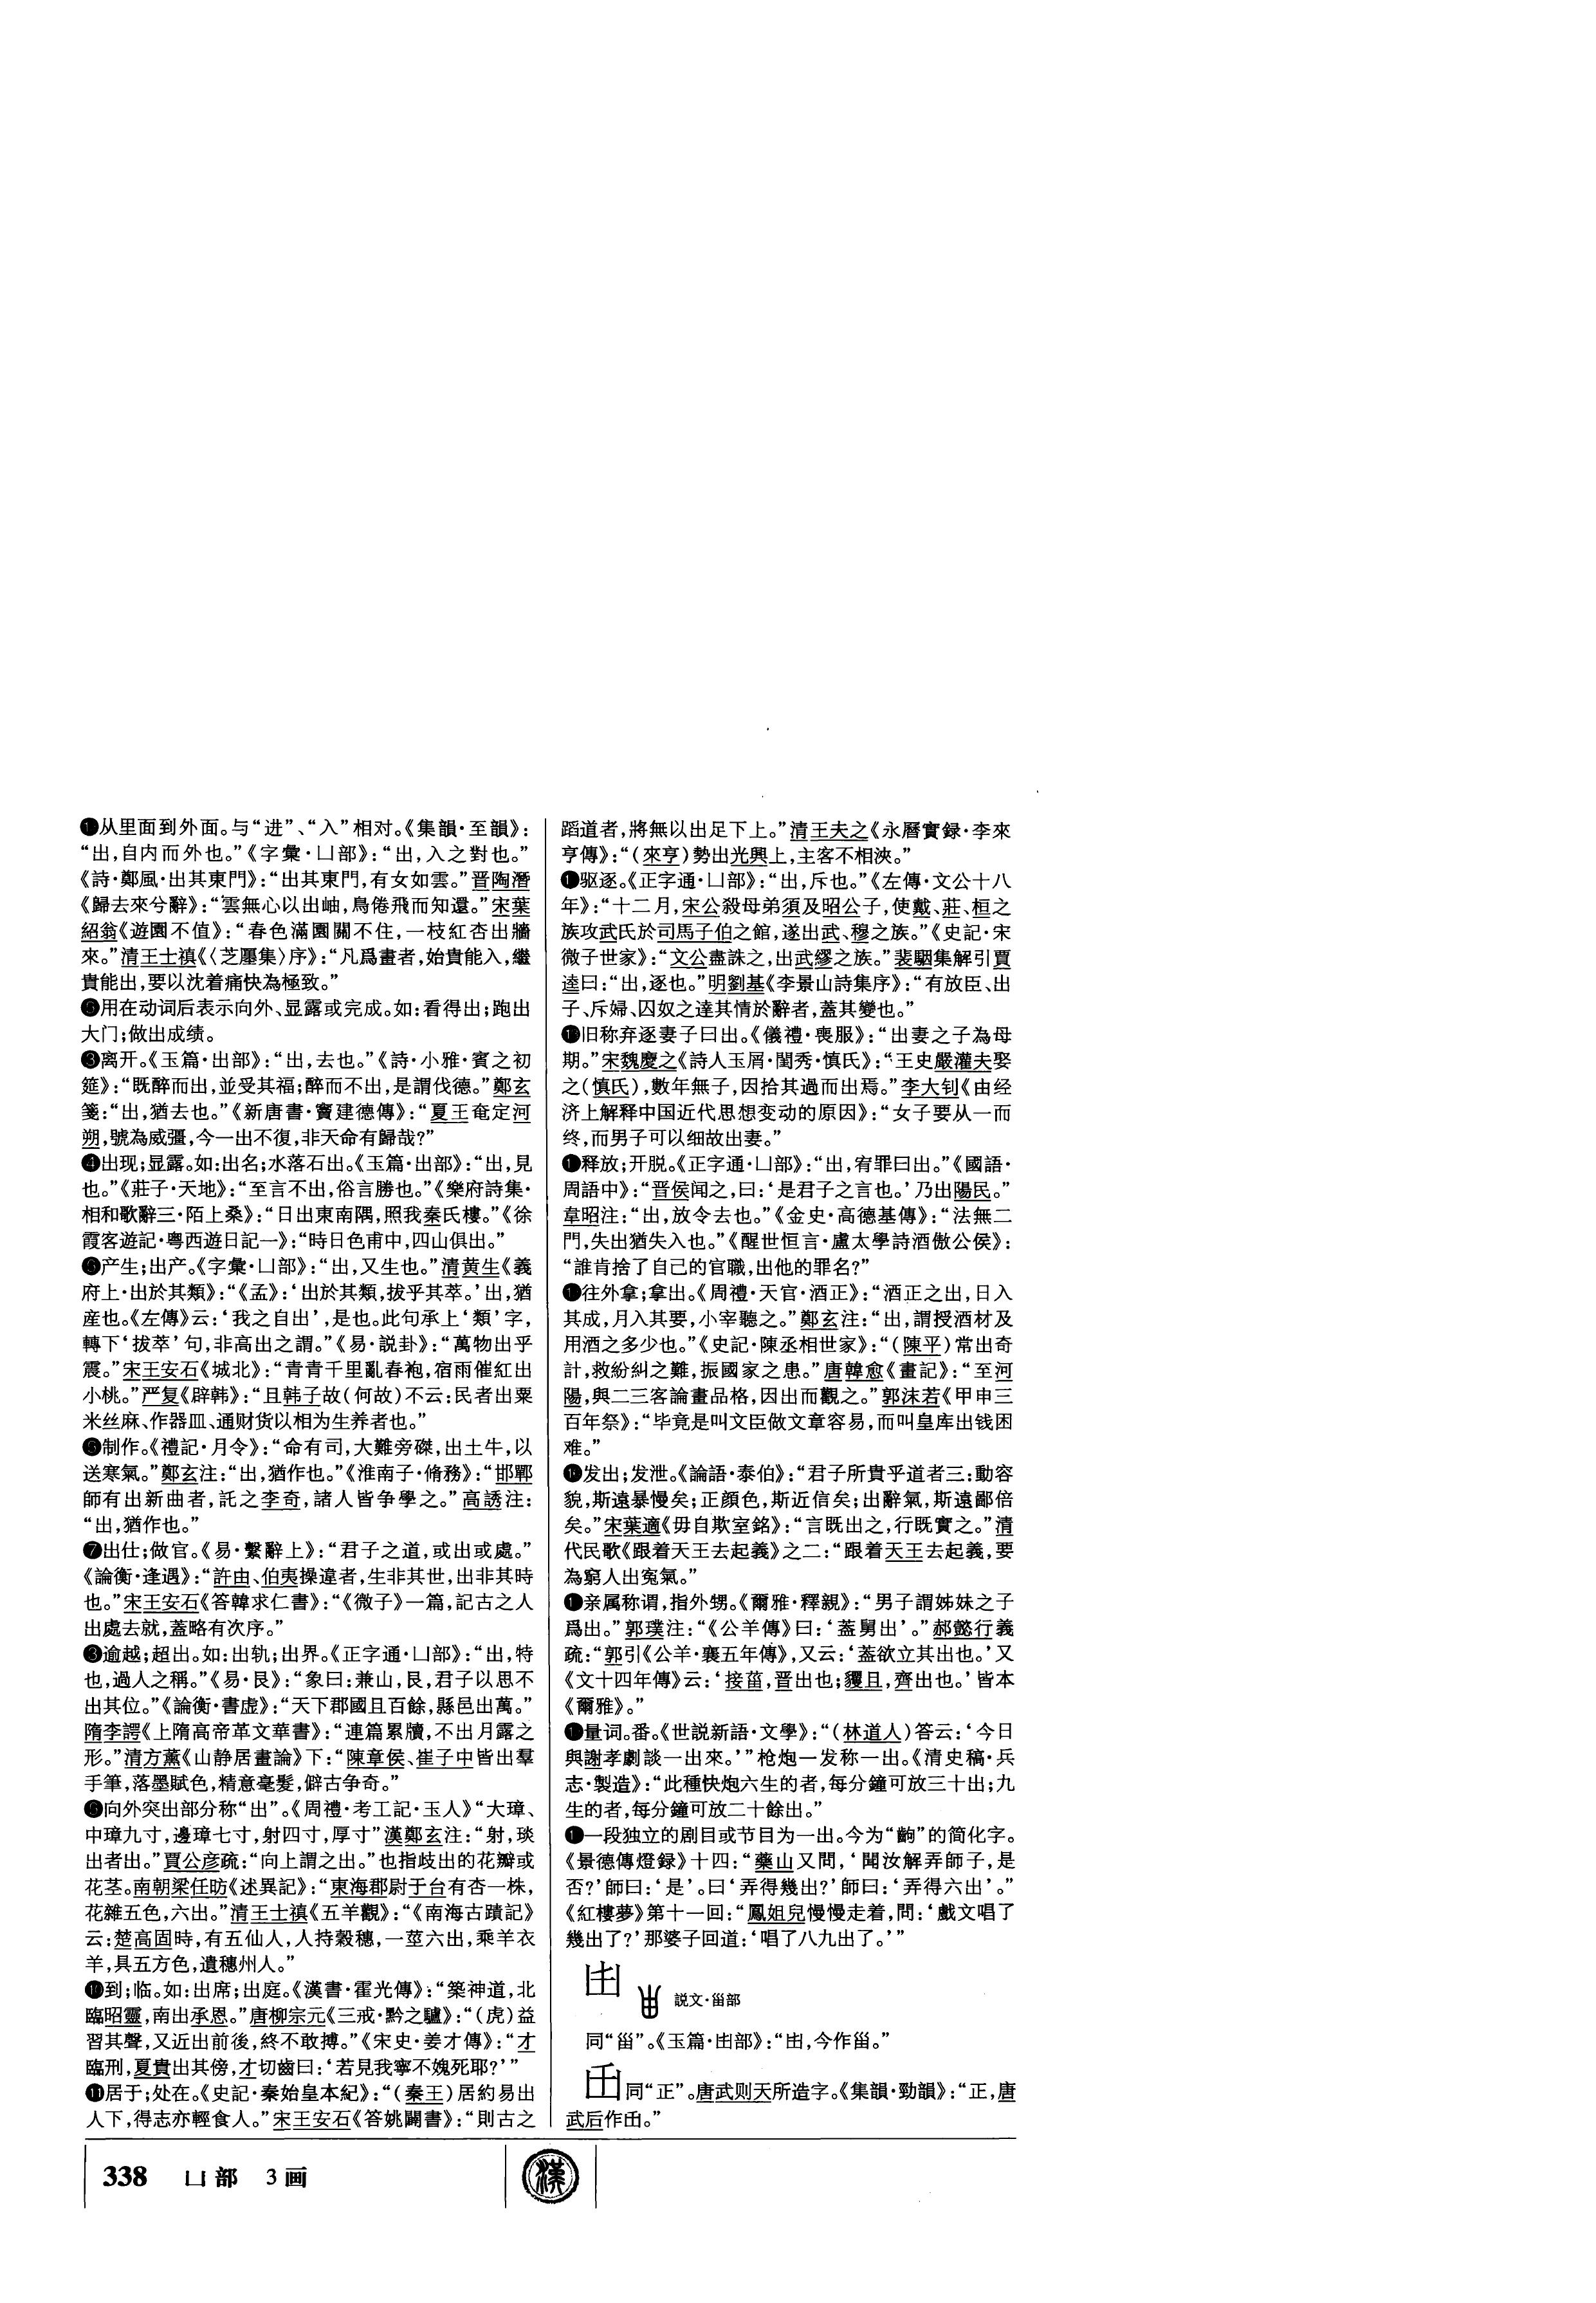 ❶从里面到外面。与“进”、“入”相对。《集韻·至韻》：
“出，自内而外也。”《字彙·凵部》：“出，入之對也。”
《詩·鄭風·出其東門》：“出其東門，有女如雲。”晋陶潛
《歸去來兮辭》：“雲無心以出岫，鳥倦飛而知還。”宋葉
紹翁《遊園不值》：“春色滿園關不住，一枝紅杏出牆
來。”清王士禛《〈芝廛集〉序》：“凡爲畫者，始貴能入，繼
貴能出，要以沈着痛快為極致。”
用在动词后表示向外、显露或完成。如：看得出；跑出
大门；做出成绩。
❸离开。《玉篇·出部》：“出，去也。”《詩·小雅·賓之初
筵》：“既醉而出，並受其福；醉而不出，是謂伐德。”鄭玄
箋：“出，猶去也。”《新唐書·竇建德傳》：“夏王奄定河
朔，號為威彊，今一出不復，非天命有歸哉？”
❹出现；显露。如：出名；水落石出。《玉篇·出部》：“出，見
也。”《莊子·天地》：“至言不出，俗言勝也。”《樂府詩集·
相和歌辭三·陌上桑》：“日出東南隅，照我秦氏樓。”《徐
霞客遊記·粵西遊日記一》：“時日色甫中，四山俱出。”
产生；出产。《字彙·凵部》：“出，又生也。”清黄生《義
府上·出於其類》：“《孟》：‘出於其類，拔乎其萃。’出，猶
産也。《左傳》云：‘我之自出’，是也。此句承上‘類’字，
轉下‘拔萃’句，非高出之謂。”《易·説卦》：“萬物出乎
震。”宋王安石《城北》：“青青千里亂春袍，宿雨催紅出
小桃。”严复《辟韩》：“且韩子故（何故）不云：民者出粟
米丝麻、作器皿、通财货以相为生养者也。”
制作。《禮記·月令》：“命有司，大難旁磔，出土牛，以
送寒氣。”鄭玄注：“出，猶作也。”《淮南子·脩務》：“邯鄲
師有出新曲者，託之李奇，諸人皆争學之。”高誘注：
“出，猶作也。”
❼出仕；做官。《易·繫辭上》：“君子之道，或出或處。”
《論衡·逢遇》：“許由、伯夷操違者，生非其世，出非其時
也。”宋王安石《答韓求仁書》：“《微子》一篇，記古之人
出處去就，蓋略有次序。”
逾越；超出。如：出轨；出界。《正字通·凵部》：“出，特
也，過人之稱。”《易·艮》：“象曰：兼山，艮，君子以思不
出其位。”《論衡·書虚》：“天下郡國且百餘，縣邑出萬。”
隋李諤《上隋高帝革文華書》：“連篇累牘，不出月露之
形。”清方薰《山静居畫論》下：“陳章侯、崔子中皆出羣
手筆，落墨賦色，精意毫髮，僻古争奇。”
向外突出部分称“出”。《周禮·考工記·玉人》“大璋、
中璋九寸，邊璋七寸，射四寸，厚寸”漢鄭玄注：“射，琰
出者出。”賈公彦疏：“向上謂之出。”也指歧出的花瓣或
花茎。南朝梁任昉《述異記》：“東海郡尉于台有杏一株，
花雜五色，六出。”清王士禛《五羊觀》：“《南海古蹟記》
云：楚高固時，有五仙人，人持穀穗，一莖六出，乘羊衣
羊，具五方色，遺穗州人。”
❿到；临。如：出席；出庭。《漢書·霍光傳》：“築神道，北
臨昭靈，南出承恩。”唐柳宗元《三戒·黔之驢》：“（虎）益
習其聲，又近出前後，終不敢搏。”《宋史·姜才傳》：“才
臨刑，夏貴出其傍，才切齒曰：‘若見我寧不媿死耶？’”
⓫居于；处在。《史記·秦始皇本紀》：“（秦王）居約易出
人下，得志亦輕食人。”宋王安石《答姚闢書》：“則古之
蹈道者，將無以出足下上。”清王夫之《永曆實録·李來
亨傳》：“（來亨）勢出光興上，主客不相浹。”
驱逐。《正字通·凵部》：“出，斥也。”《左傳·文公十八
年》：“十二月，宋公殺母弟須及昭公子，使戴、莊、桓之
族攻武氏於司馬子伯之館，遂出武、穆之族。”《史記·宋
微子世家》：“文公盡誅之，出武繆之族。”裴駰集解引賈
逵曰：“出，逐也。”明劉基《李景山詩集序》：“有放臣、出
子、斥婦、囚奴之達其情於辭者，蓋其變也。”
旧称弃逐妻子曰出。《儀禮·喪服》：“出妻之子為母
期。”宋魏慶之《詩人玉屑·閨秀·慎氏》：“王史嚴灌夫娶
之（慎氏），數年無子，因拾其過而出焉。”李大钊《由经
济上解释中国近代思想变动的原因》：“女子要从一而
终，而男子可以细故出妻。”
释放；开脱。《正字通·凵部》：“出，宥罪曰出。”《國語·
周語中》：“晋侯闻之，曰：‘是君子之言也。’乃出陽民。”
韋昭注：“出，放令去也。”《金史·高德基傳》：“法無二
門，失出猶失入也。”《醒世恒言·盧太學詩酒傲公侯》：
“誰肯捨了自己的官職，出他的罪名？”
往外拿；拿出。《周禮·天官·酒正》：“酒正之出，日入
其成，月入其要，小宰聽之。”鄭玄注：“出，謂授酒材及
用酒之多少也。”《史記·陳丞相世家》：“（陳平）常出奇
計，救紛糾之難，振國家之患。”唐韓愈《畫記》：“至河
陽，與二三客論畫品格，因出而觀之。”郭沫若《甲申三
百年祭》：“毕竟是叫文臣做文章容易，而叫皇库出钱困
难。”
发出；发泄。《論語·泰伯》：“君子所貴乎道者三：動容
貌，斯遠暴慢矣；正顔色，斯近信矣；出辭氣，斯遠鄙倍
矣。”宋葉適《毋自欺室銘》：“言既出之，行既實之。”清
代民歌《跟着天王去起義》之二：“跟着天王去起義，要
為窮人出寃氣。”
亲属称谓，指外甥。《爾雅·釋親》：“男子謂姊妹之子
爲出。”郭璞注：“《公羊傳》曰：‘蓋舅出’。”郝懿行義
疏：“郭引《公羊·襄五年傳》，又云：‘蓋欲立其出也。’又
《文十四年傳》云：‘接菑，晋出也；貜且，齊出也。’皆本
《爾雅》。”
量词。番。《世説新語·文學》：“（林道人）答云：‘今日
與謝孝劇談一出來。’”枪炮一发称一出。《清史稿·兵
志·製造》：“此種快炮六生的者，每分鐘可放三十出；九
生的者，每分鐘可放二十餘出。”
一段独立的剧目或节目为一出。今为“齣”的简化字。
《景德傳燈録》十四：“藥山又問，‘聞汝解弄師子，是
否？’師曰：‘是’。曰‘弄得幾出？’師曰：‘弄得六出’。”
《紅樓夢》第十一回：“鳳姐兒慢慢走着，問：‘戲文唱了
幾出了？’那婆子回道：‘唱了八九出了。’”
説文·甾部
同“甾”。《玉篇·甾部》：“，今作甾。”
同“正”。唐武则天所造字。《集韻·勁韻》：“正，唐
武后作。”
338 凵部 3画
漢